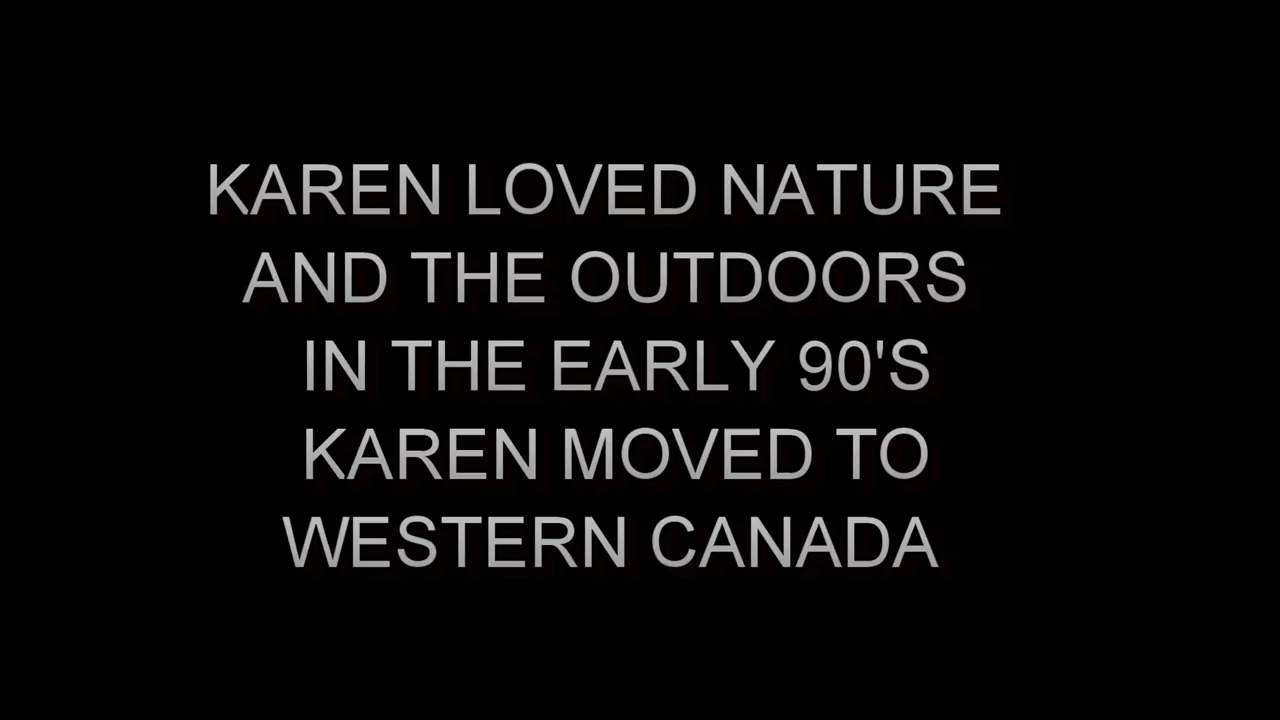 KAREN LOVED NATURE
AND THE OUTDOORS
IN THE EARLY 90'S
KAREN MOVED TO
WESTERN CANADA